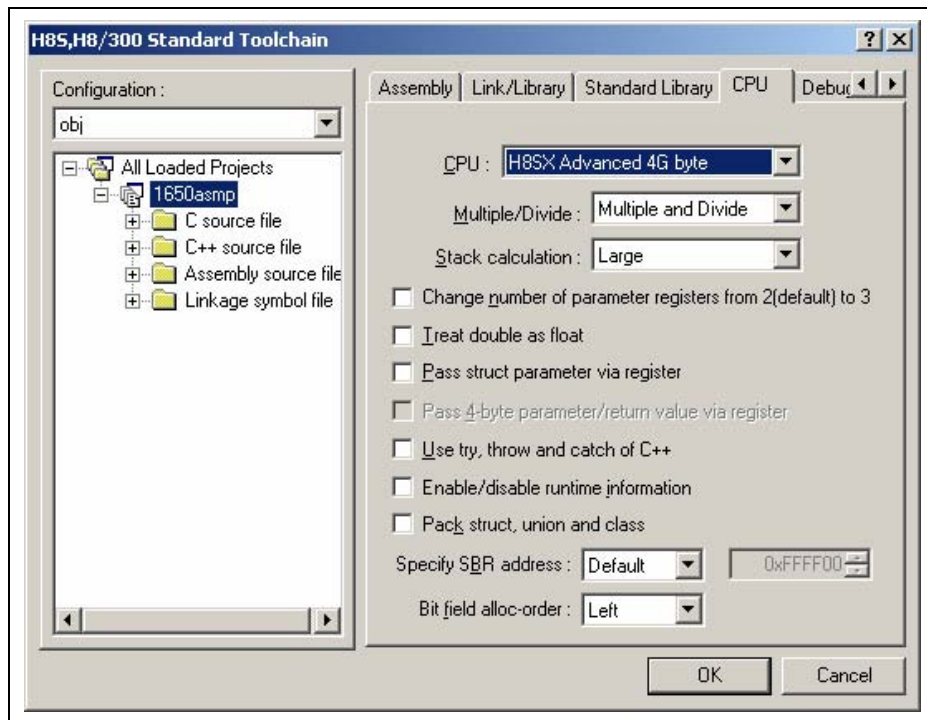 H8S,H8/300 Standard Toolchain
Configuration :
obj
All Loaded Projects
1650asmp
C source file
C++ source file
Assembly source file
Linkage symbol file
Assembly Link/Library Standard Library CPU Debug
CPU : H8SX Advanced 4G byte
Multiple/Divide : Multiple and Divide
Stack calculation : Large
Change number of parameter registers from 2(default) to 3
Treat double as float
Pass struct parameter via register
Pass 4-byte parameter/return value via register
Use try, throw and catch of C++
Enable/disable runtime information
Pack struct, union and class
Specify SBR address : Default 0xFFFF00
Bit field alloc-order : Left
OK Cancel